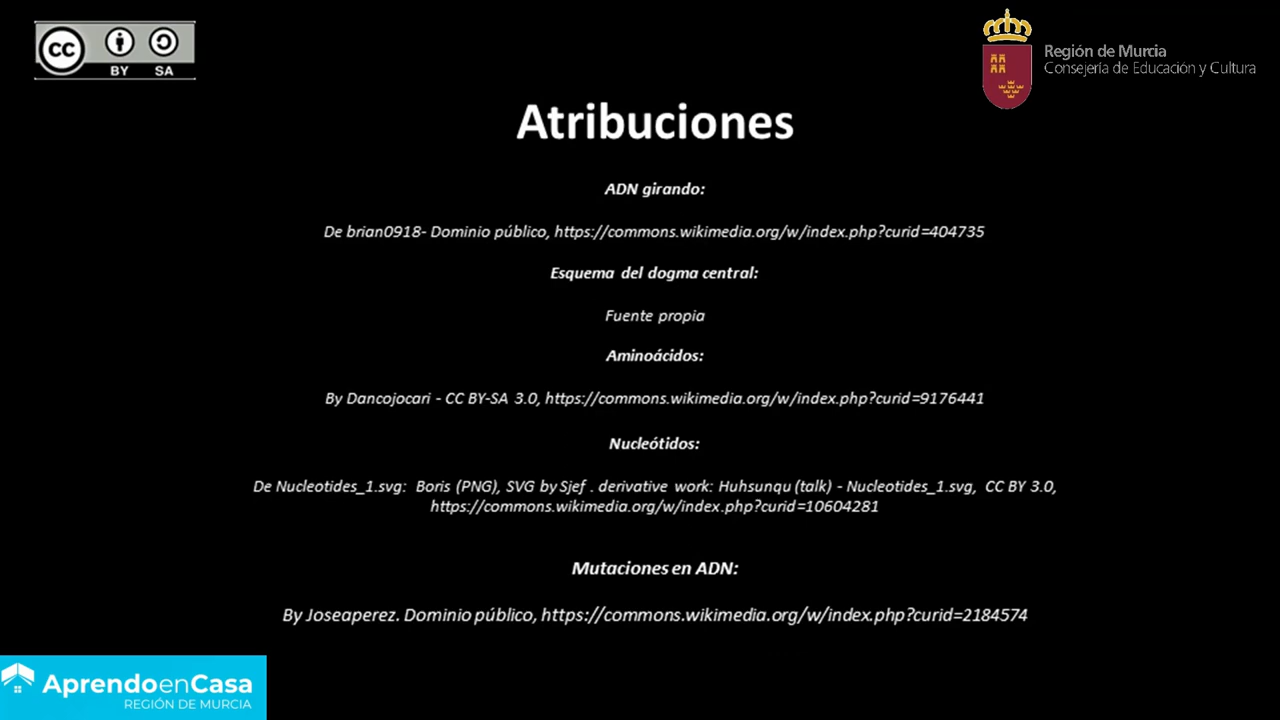 CC
BY SA
Región de Murcia
Consejería de Educación y Cultura
Atribuciones
ADN girando:
De brian0918- Dominio público, https://commons.wikimedia.org/w/index.php?curid=404735
Esquema del dogma central:
Fuente propia
Aminoácidos:
By Dancojocari - CC BY-SA 3.0, https://commons.wikimedia.org/w/index.php?curid=9176441
Nucleótidos:
De Nucleotides_1.svg: Boris (PNG), SVG by Sjef . derivative work: Huhsunqu (talk) - Nucleotides_1.svg, CC BY 3.0,
https://commons.wikimedia.org/w/index.php?curid=10604281
Mutaciones en ADN:
By Joseaperez. Dominio público, https://commons.wikimedia.org/w/index.php?curid=2184574
AprendoenCasa
REGIÓN DE MURCIA